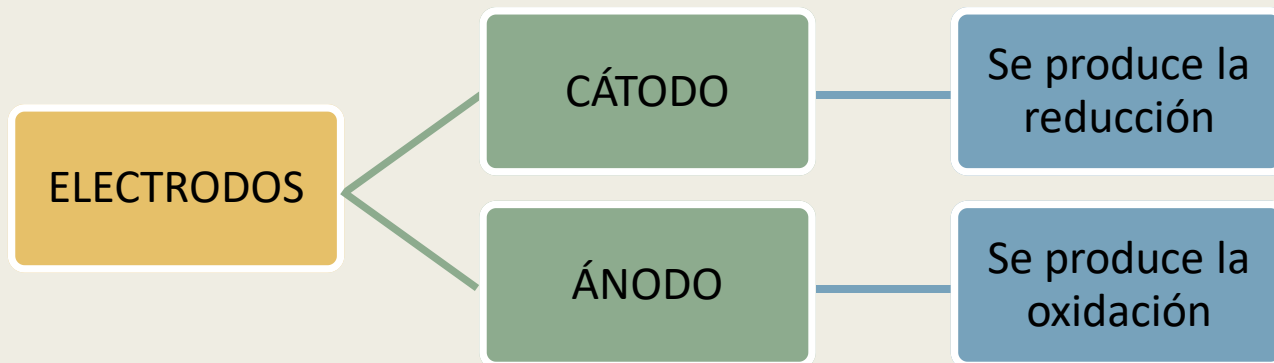 ELECTRODOS
CÁTODO
Se produce la
reducción
ÁNODO
Se produce la
oxidación